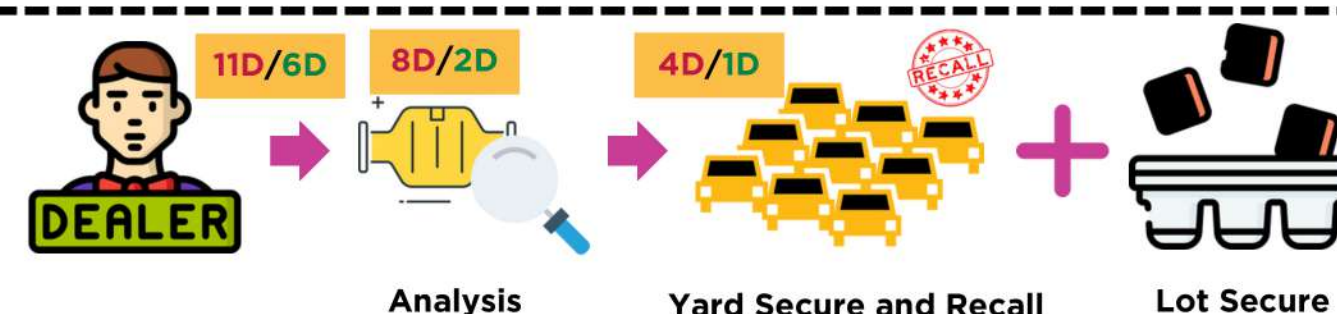 11D/6D
8D/2D
4D/1D
RECALL
DEALER
Analysis
Yard Secure and Recall
Lot Secure